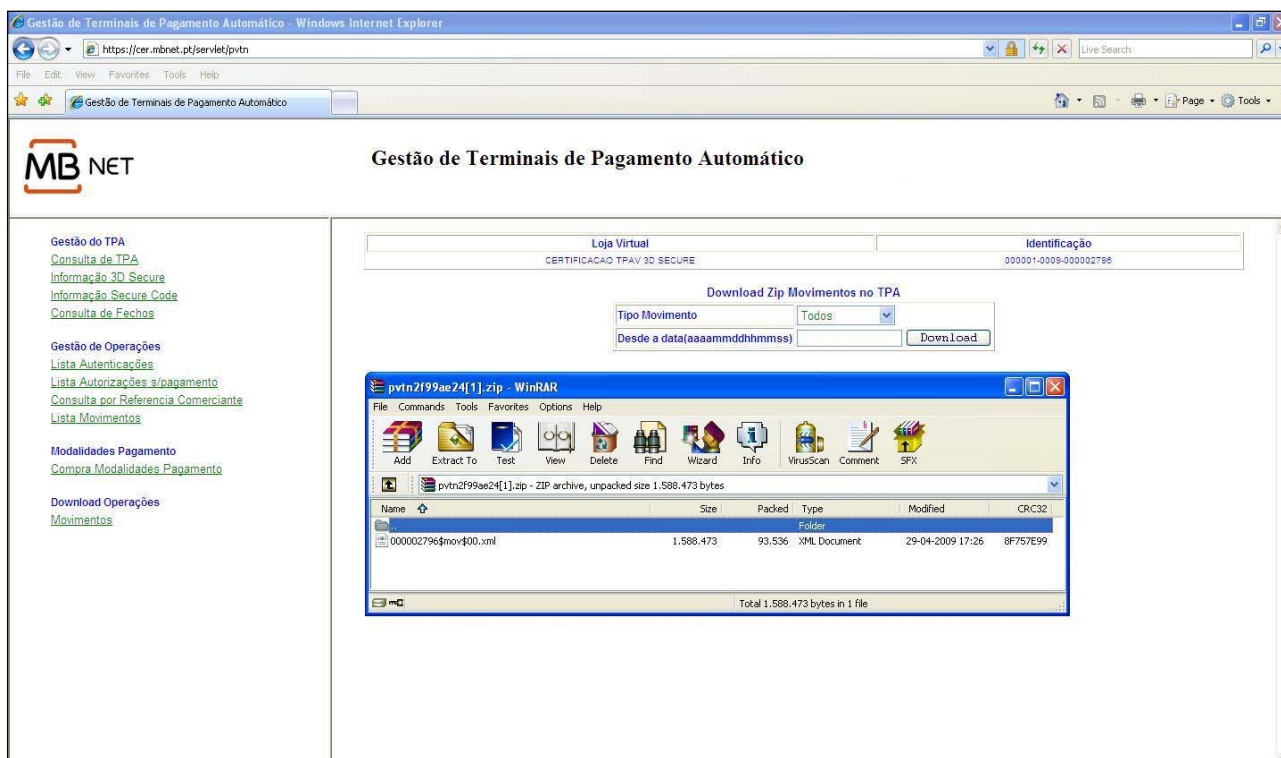 Gestão de Terminais de Pagamento Automático - Windows Internet Explorer
https://cer.mbnet.pt/servlet/pvtn
Live Search
File Edit View Favorites Tools Help
Gestão de Terminais de Pagamento Automático
Page Tools
MB NET
Gestão de Terminais de Pagamento Automático
Gestão do TPA
Consulta de TPA
Informação 3D Secure
Informação Secure Code
Consulta de Fechos
Gestão de Operações
Lista Autenticações
Lista Autorizações s/pagamento
Consulta por Referencia Comerciante
Lista Movimentos
Modalidades Pagamento
Compra Modalidades Pagamento
Download Operações
Movimentos
Loja Virtual Identificação
CERTIFICACAO TPAV 3D SECURE 000001-0009-000002796
Download Zip Movimentos no TPA
Tipo Movimento Todos
Desde a data(aaaammddhhmmss) Download
pvtn2f99ae24[1].zip - WinRAR
File Commands Tools Favorites Options Help
Add Extract To Test View Delete Find Wizard Info VirusScan Comment SFX
pvtn2f99ae24[1].zip - ZIP archive, unpacked size 1.588.473 bytes
Name Size Packed Type Modified CRC32
.. Folder
000002796$mov$00.xml 1.588.473 93.536 XML Document 29-04-2009 17:26 8F757E99
Total 1.588.473 bytes in 1 file